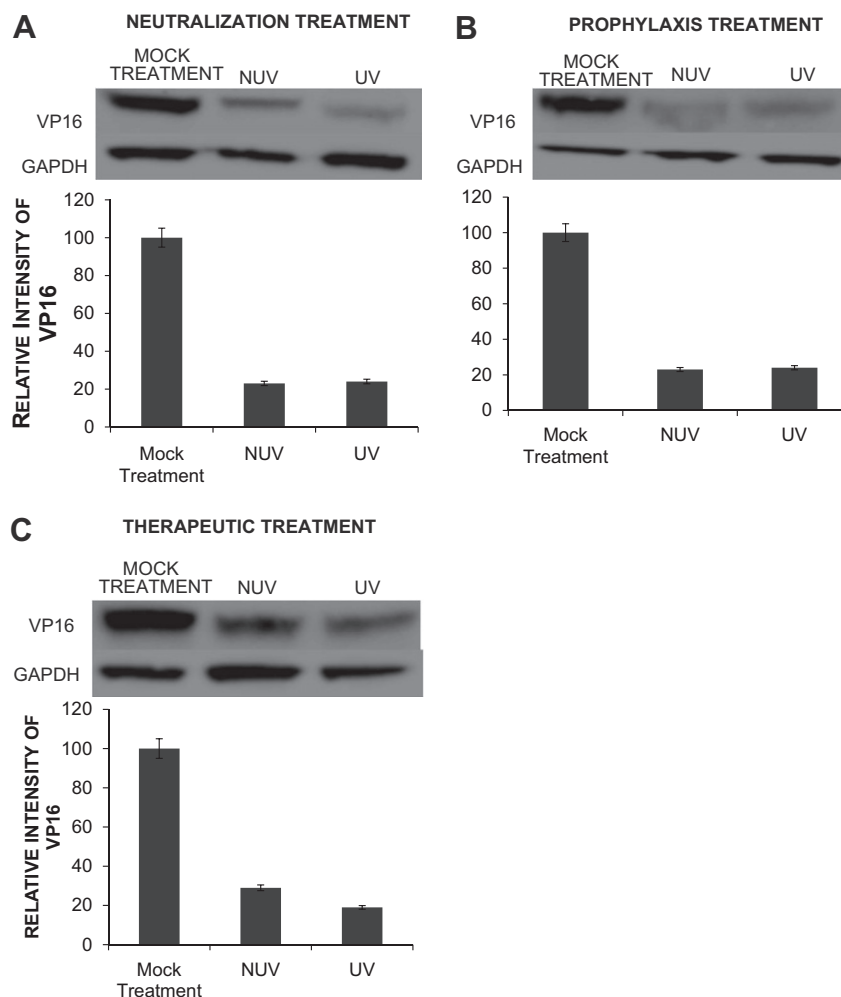 A NEUTRALIZATION TREATMENT
MOCK
TREATMENT NUV UV
VP16
GAPDH
RELATIVE INTENSITY OF
VP16
120
100
80
60
40
20
0
Mock
Treatment NUV UV
B PROPHYLAXIS TREATMENT
MOCK
TREATMENT NUV UV
VP16
GAPDH
120
100
80
60
40
20
0
Mock
Treatment NUV UV
C THERAPEUTIC TREATMENT
MOCK
TREATMENT NUV UV
VP16
GAPDH
RELATIVE INTENSITY OF
VP16
120
100
80
60
40
20
0
Mock
Treatment NUV UV